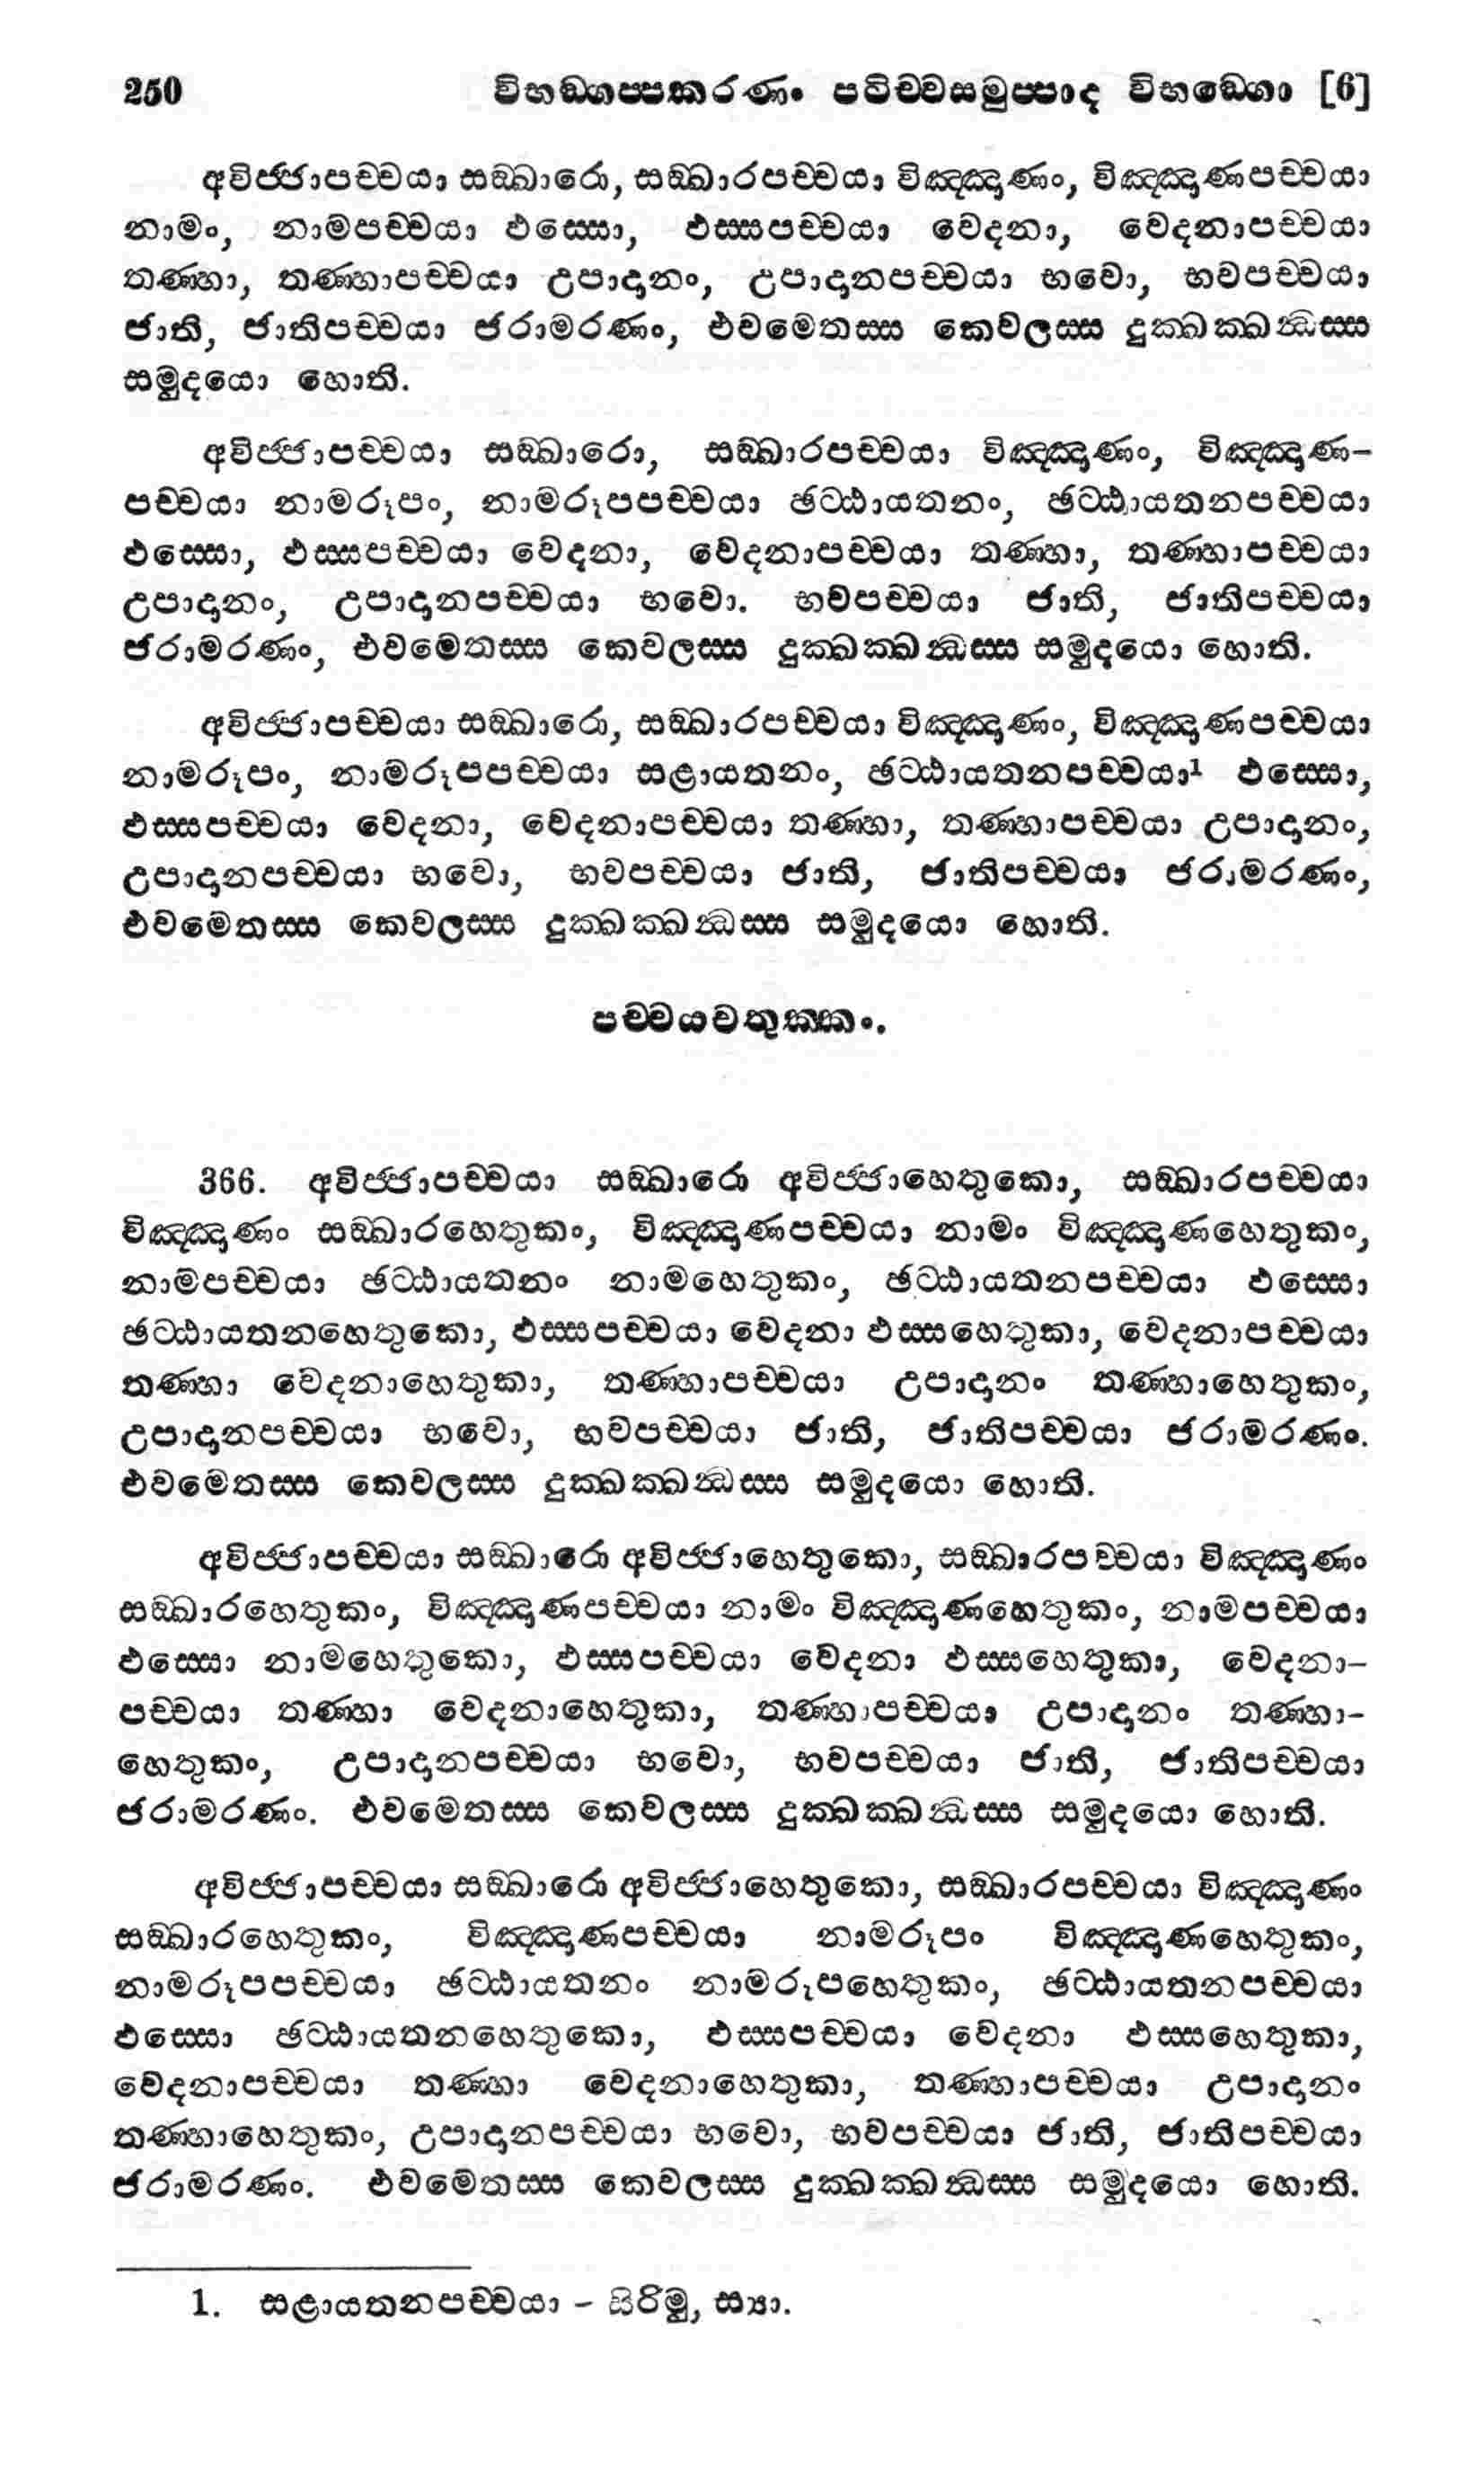 250 විභඞ්ගප්පකරණං පටිච්චසමුප්පාද විභඞ්ගො [6]
අවිජ්ජාපච්චයා සඞ්ඛාරො, සඞ්ඛාරපච්චයා විඤ්ඤාණං, විඤ්ඤාණපච්චයා
නාමං, නාමපච්චයා ඵස්සො, ඵස්සපච්චයා වෙදනා, වෙදනාපච්චයා
තණ්හා, තණ්හාපච්චයා උපාදානං, උපාදානපච්චයා භවො, භවපච්චයා
ජාති, ජාතිපච්චයා ජරාමරණං, එවමෙතස්ස කෙවලස්ස දුක්ඛක්ඛන්ධිස්ස
සමුදයො හොති.
අවිජ්ජාපච්චයා සඞ්ඛාරො, සඞ්ඛාරපච්චයා විඤ්ඤාණං, විඤ්ඤාණ-
පච්චයා නාමරූපං, නාමරූපපච්චයා ඡට්ඨායතනං, ඡට්ඨායතනපච්චයා
ඵස්සො, ඵස්සපච්චයා වෙදනා, වෙදනාපච්චයා තණ්හා, තණ්හාපච්චයා
උපාදානං, උපාදානපච්චයා භවො. භවපච්චයා ජාති, ජාතිපච්චයා
ජරාමරණං, එවමෙතස්ස කෙවලස්ස දුක්ඛක්ඛන්ධස්ස සමුදයො හොති.
අවිජ්ජාපච්චයා සඞ්ඛාරො, සඞ්ඛාරපච්චයා විඤ්ඤාණං, විඤ්ඤාණපච්චයා
නාමරූපං, නාමරූපපච්චයා සළායතනං, ඡට්ඨායතනපච්චයා¹ ඵස්සො,
ඵස්සපච්චයා වෙදනා, වෙදනාපච්චයා තණ්හා, තණ්හාපච්චයා උපාදානං,
උපාදානපච්චයා භවො, භවපච්චයා ජාති, ජාතිපච්චයා ජරාමරණං,
එවමෙතස්ස කෙවලස්ස දුක්ඛක්ඛන්ධස්ස සමුදයො හොති.
පච්චයචතුක්කං.
366. අවිජ්ජාපච්චයා සඞ්ඛාරො අවිජ්ජාහෙතුකො, සඞ්ඛාරපච්චයා
විඤ්ඤාණං සඞ්ඛාරහෙතුකං, විඤ්ඤාණපච්චයා නාමං විඤ්ඤාණහෙතුකං,
නාමපච්චයා ඡට්ඨායතනං නාමහෙතුකං, ඡට්ඨායතනපච්චයා ඵස්සො
ඡට්ඨායතනහෙතුකො, ඵස්සපච්චයා වෙදනා ඵස්සහෙතුකා, වෙදනාපච්චයා
තණ්හා වෙදනාහෙතුකා, තණ්හාපච්චයා උපාදානං තණ්හාහෙතුකං,
උපාදානපච්චයා භවො, භවපච්චයා ජාති, ජාතිපච්චයා ජරාමරණං.
එවමෙතස්ස කෙවලස්ස දුක්ඛක්ඛන්ධිස්ස සමුදයො හොති.
අවිජ්ජාපච්චයා සඞ්ඛාරො අවිජ්ජාහෙතුකො, සඞ්ඛාරපච්චයා විඤ්ඤාණං
සඞ්ඛාරහෙතුකං, විඤ්ඤාණපච්චයා නාමං විඤ්ඤාණහෙතුකං, නාමපච්චයා
ඵස්සො නාමහෙතුකො, ඵස්සපච්චයා වෙදනා ඵස්සහෙතුකා, වෙදනා-
පච්චයා තණ්හා වෙදනාහෙතුකා, තණ්හාපච්චයා උපාදානං තණ්හා-
හෙතුකං, උපාදානපච්චයා භවො, භවපච්චයා ජාති, ජාතිපච්චයා
ජරාමරණං. එවමෙතස්ස කෙවලස්ස දුක්ඛක්ඛන්ධිස්ස සමුදයො හොති.
අවිජ්ජාපච්චයා සඞ්ඛාරො අවිජ්ජාහෙතුකො, සඞ්ඛාරපච්චයා විඤ්ඤාණං
සඞ්ඛාරහෙතුකං, විඤ්ඤාණපච්චයා නාමරූපං විඤ්ඤාණහෙතුකං,
නාමරූපපච්චයා ඡට්ඨායතනං නාමරූපහෙතුකං, ඡට්ඨායතනපච්චයා
ඵස්සො ඡට්ඨායතනහෙතුකො, ඵස්සපච්චයා වෙදනා ඵස්සහෙතුකා,
වෙදනාපච්චයා තණ්හා වෙදනාහෙතුකා, තණ්හාපච්චයා උපාදානං
තණ්හාහෙතුකං, උපාදානපච්චයා භවො, භවපච්චයා ජාති, ජාතිපච්චයා
ජරාමරණං. එවමෙතස්ස කෙවලස්ස දුක්ඛක්ඛන්ධස්ස සමුදයො හොති.
1. සළායතනපච්චයා - සිරිමු, ස්‍යා.